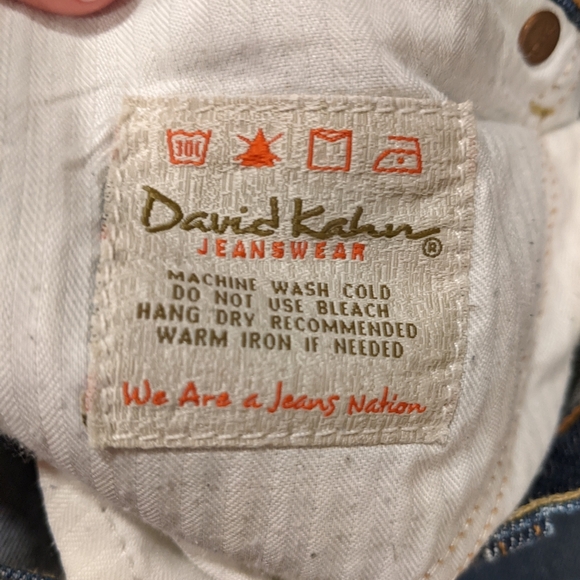 30C
David Kahn®
JEANSWEAR
MACHINE WASH COLD
DO NOT USE BLEACH
HANG DRY RECOMMENDED
WARM IRON IF NEEDED
We Are a Jeans Nation